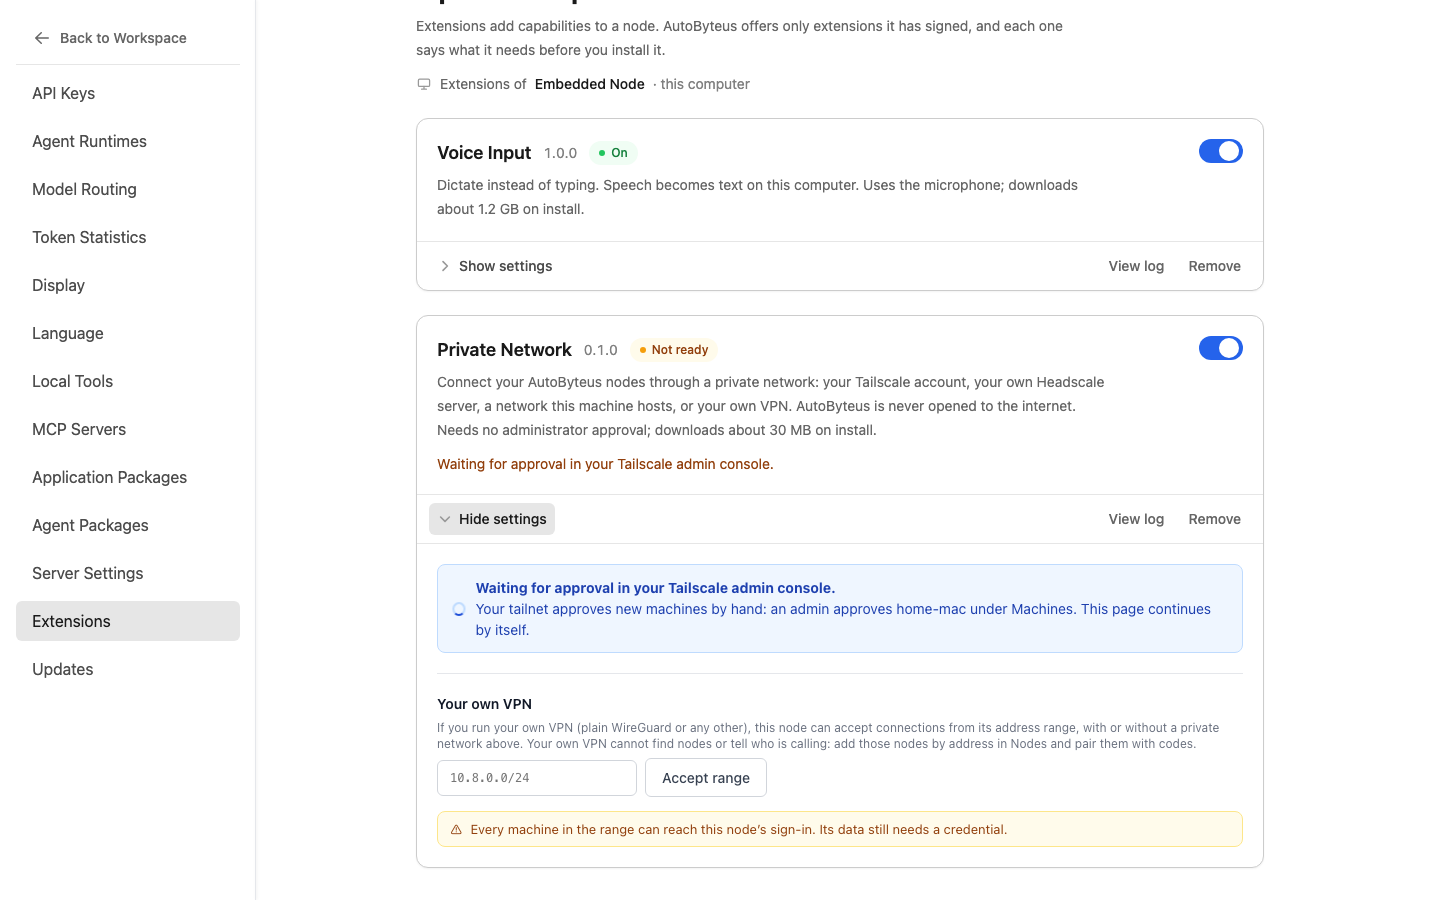 Back to Workspace
API Keys
Agent Runtimes
Model Routing
Token Statistics
Display
Language
Local Tools
MCP Servers
Application Packages
Agent Packages
Server Settings
Extensions
Updates
Extensions add capabilities to a node. AutoByteus offers only extensions it has signed, and each one
says what it needs before you install it.
Extensions of Embedded Node · this computer
Voice Input 1.0.0 On
Dictate instead of typing. Speech becomes text on this computer. Uses the microphone; downloads
about 1.2 GB on install.
Show settings View log Remove
Private Network 0.1.0 Not ready
Connect your AutoByteus nodes through a private network: your Tailscale account, your own Headscale
server, a network this machine hosts, or your own VPN. AutoByteus is never opened to the internet.
Needs no administrator approval; downloads about 30 MB on install.
Waiting for approval in your Tailscale admin console.
Hide settings View log Remove
Waiting for approval in your Tailscale admin console.
Your tailnet approves new machines by hand: an admin approves home-mac under Machines. This page continues
by itself.
Your own VPN
If you run your own VPN (plain WireGuard or any other), this node can accept connections from its address range, with or without a private
network above. Your own VPN cannot find nodes or tell who is calling: add those nodes by address in Nodes and pair them with codes.
10.8.0.0/24 Accept range
Every machine in the range can reach this node’s sign-in. Its data still needs a credential.